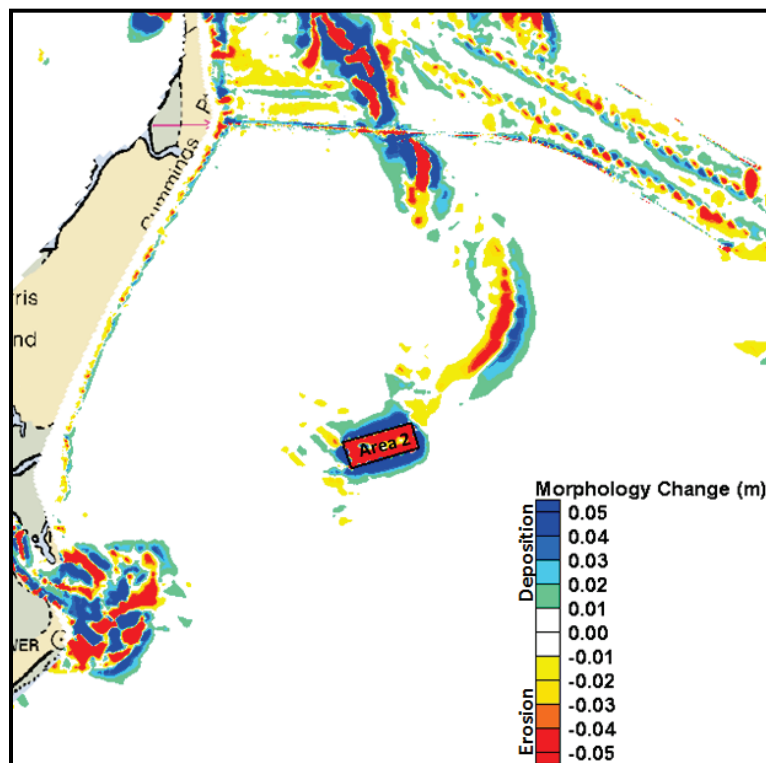 P
Cummings
rris
nd
Area 2
WER
Morphology Change (m)
Deposition
0.05
0.04
0.03
0.02
0.01
0.00
-0.01
-0.02
-0.03
-0.04
-0.05
Erosion